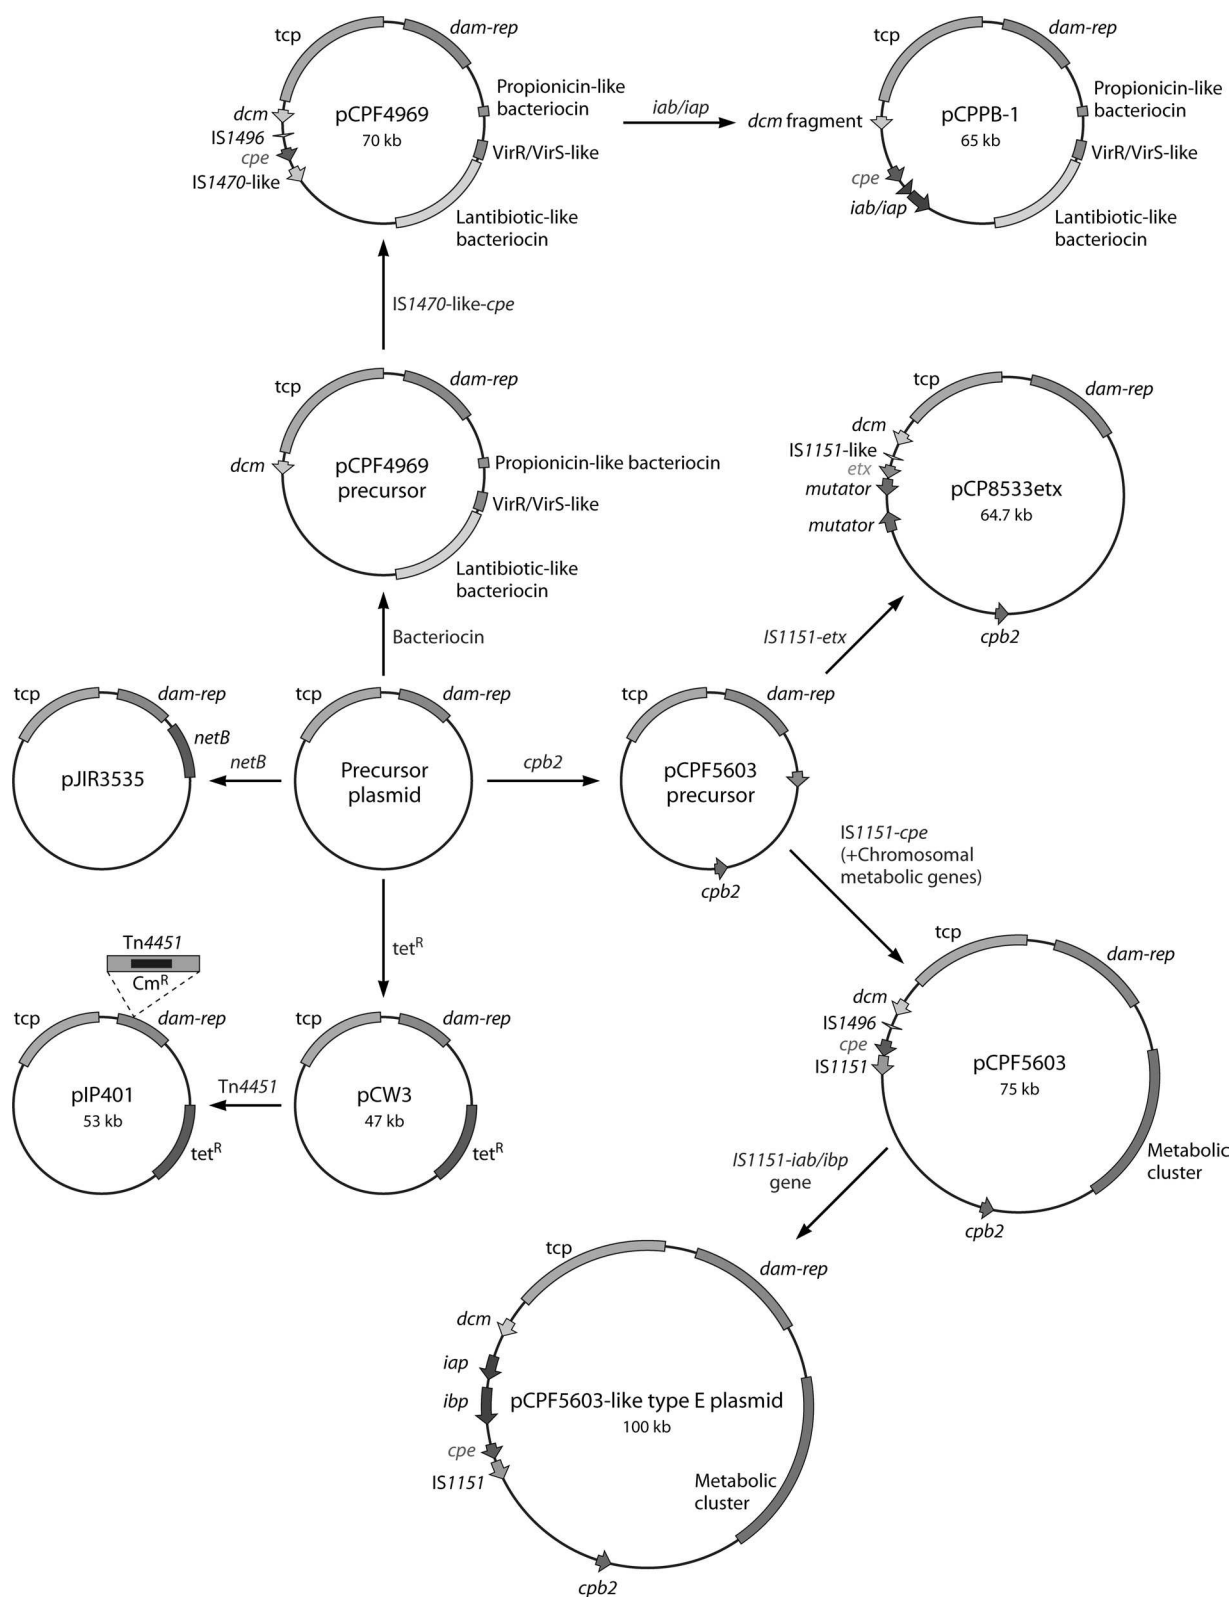 tcp
dam-rep
dcm
IS1496
cpe
IS1470-like
pCPF4969
70 kb
Propionicin-like
bacteriocin
VirR/VirS-like
Lantibiotic-like
bacteriocin
iab/iap
tcp
dam-rep
dcm fragment
pCPPB-1
65 kb
cpe
iab/iap
Propionicin-like
bacteriocin
VirR/VirS-like
Lantibiotic-like
bacteriocin
IS1470-like-cpe
tcp
dam-rep
dcm
pCPF4969
precursor
Propionicin-like bacteriocin
VirR/VirS-like
Lantibiotic-like
bacteriocin
tcp
dam-rep
dcm
IS1151-like
etx
mutator
mutator
pCP8533etx
64.7 kb
cpb2
Bacteriocin
IS1151-etx
tcp
dam-rep
netB
pJIR3535
netB
tcp
dam-rep
Precursor
plasmid
cpb2
tcp
dam-rep
pCPF5603
precursor
cpb2
IS1151-cpe
(+Chromosomal
metabolic genes)
tetR
Tn4451
CmR
tcp
dam-rep
pIP401
53 kb
tetR
Tn4451
tcp
dam-rep
pCW3
47 kb
tetR
tcp
dam-rep
dcm
IS1496
cpe
IS1151
pCPF5603
75 kb
Metabolic
cluster
cpb2
IS1151-iab/ibp
gene
tcp
dam-rep
dcm
iap
ibp
cpe
IS1151
pCPF5603-like type E plasmid
100 kb
Metabolic
cluster
cpb2